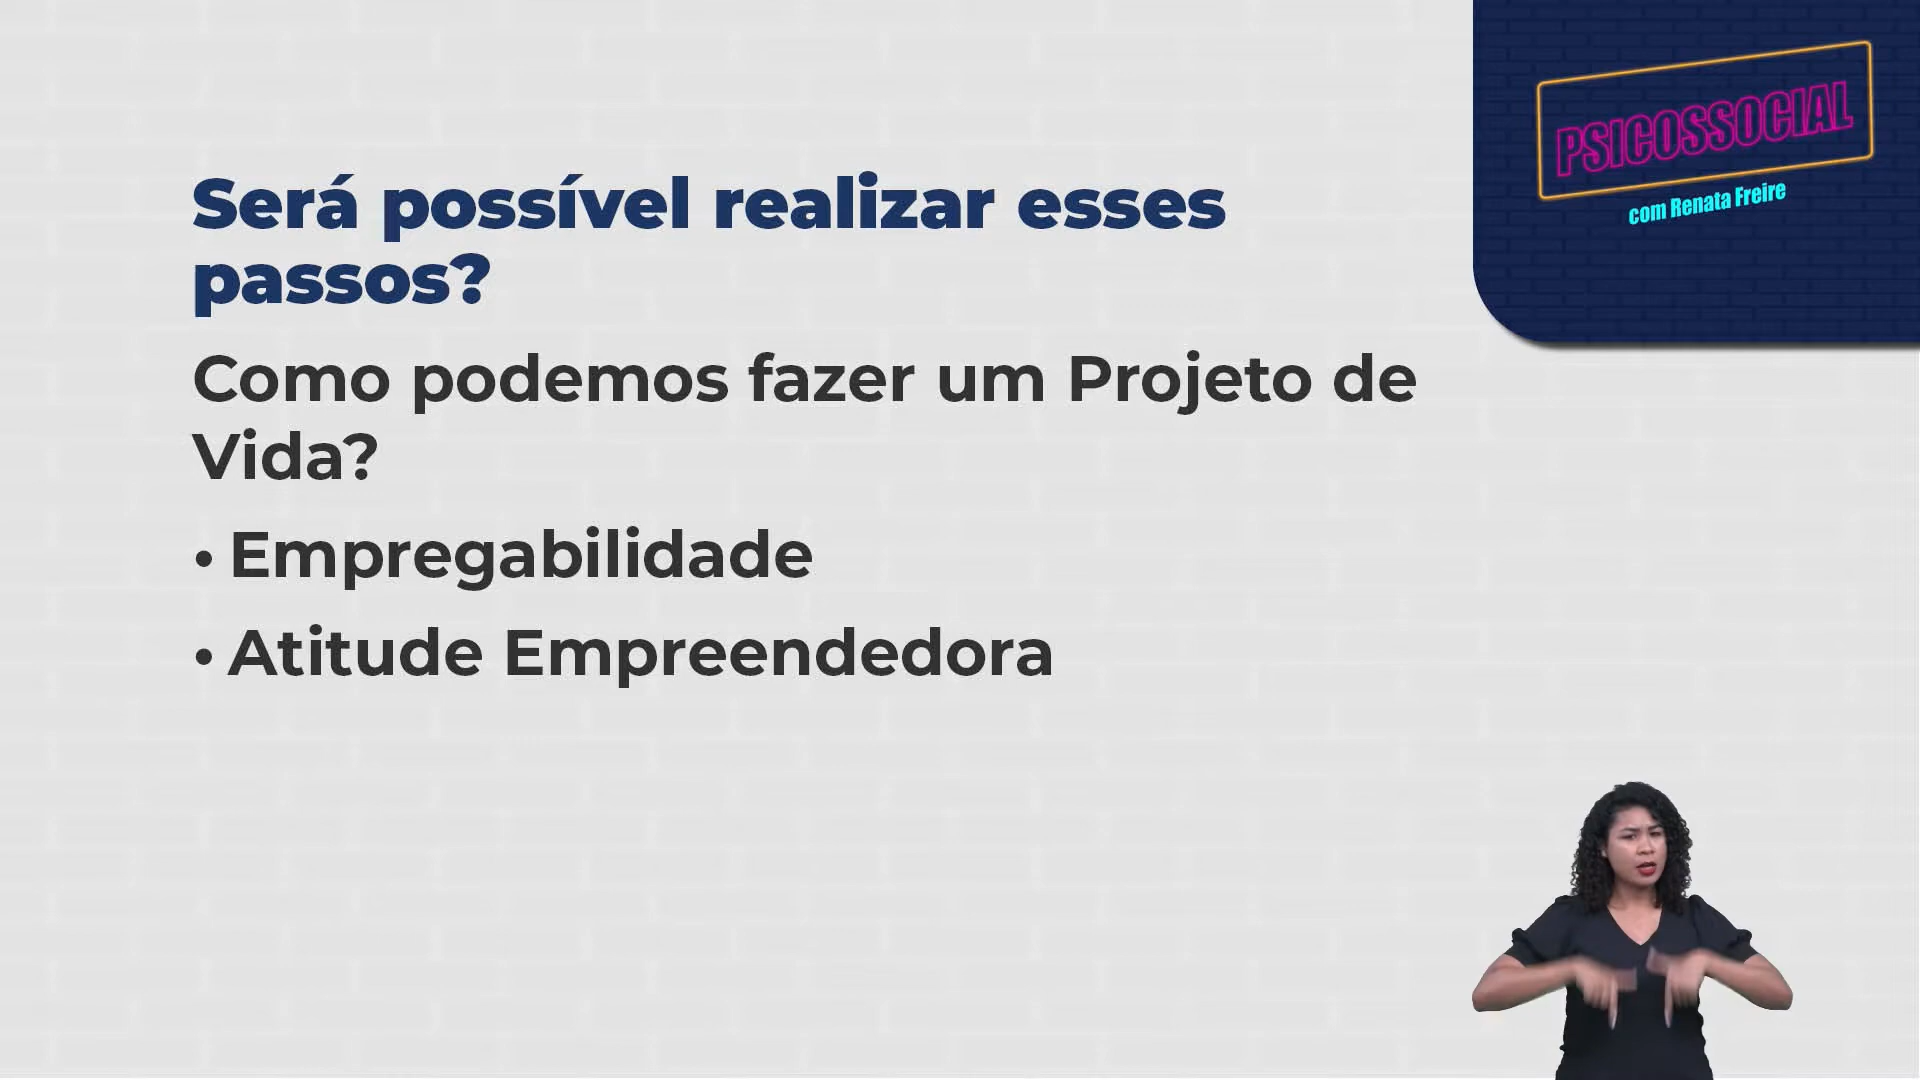 PSICOSSOCIAL
com Renata Freire
Será possível realizar esses
passos?
Como podemos fazer um Projeto de
Vida?
• Empregabilidade
• Atitude Empreendedora